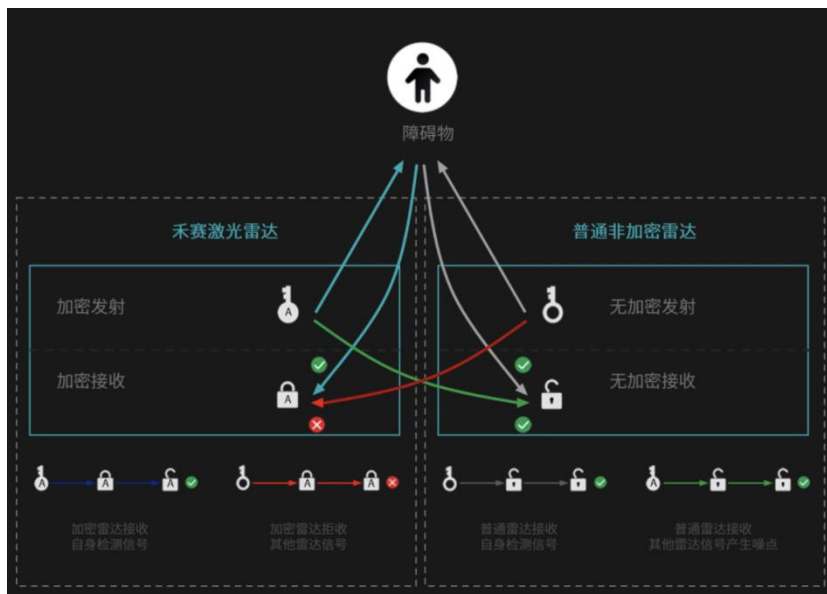 障碍物
禾赛激光雷达
普通非加密雷达
加密发射
无加密发射
加密接收
无加密接收
A
A
A
A
A
A
A
A
加密雷达接收
自身检测信号
加密雷达拒收
其他雷达信号
普通雷达接收
自身检测信号
普通雷达接收
其他雷达信号产生噪点